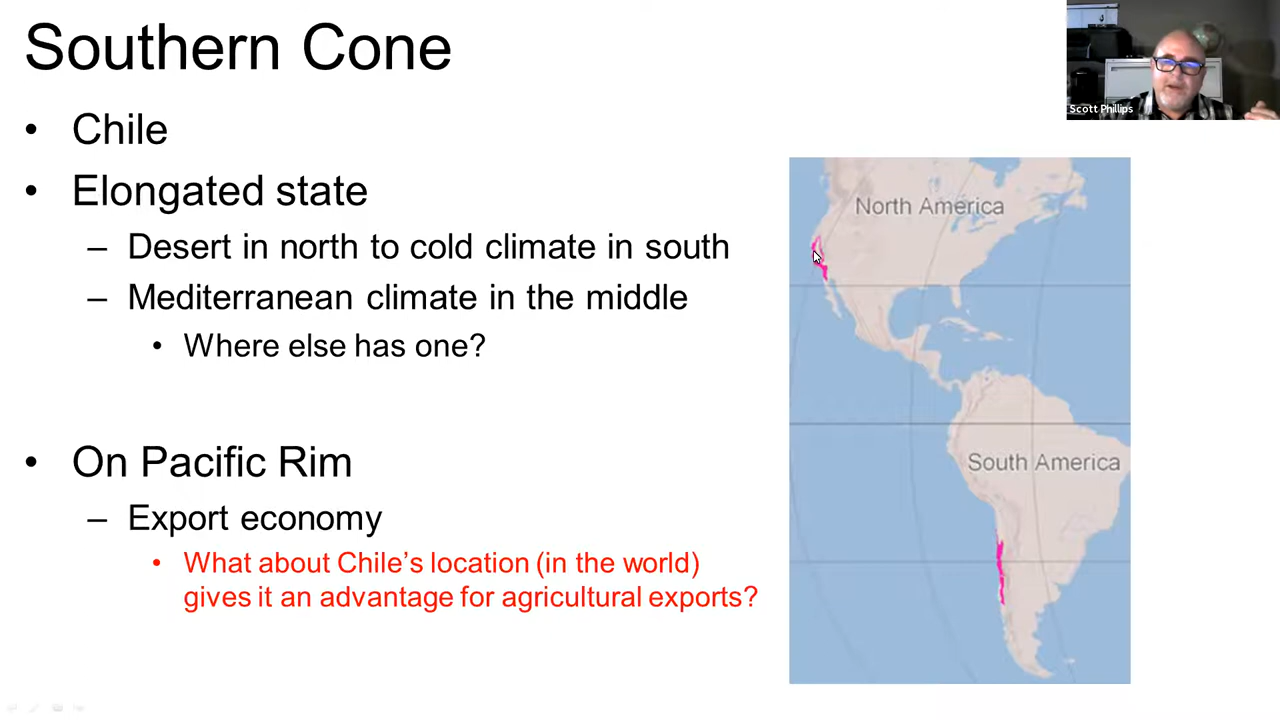 Southern Cone
Scott Phillips
• Chile
• Elongated state
– Desert in north to cold climate in south
– Mediterranean climate in the middle
• Where else has one?
• On Pacific Rim
– Export economy
• What about Chile’s location (in the world)
gives it an advantage for agricultural exports?
North America
South America